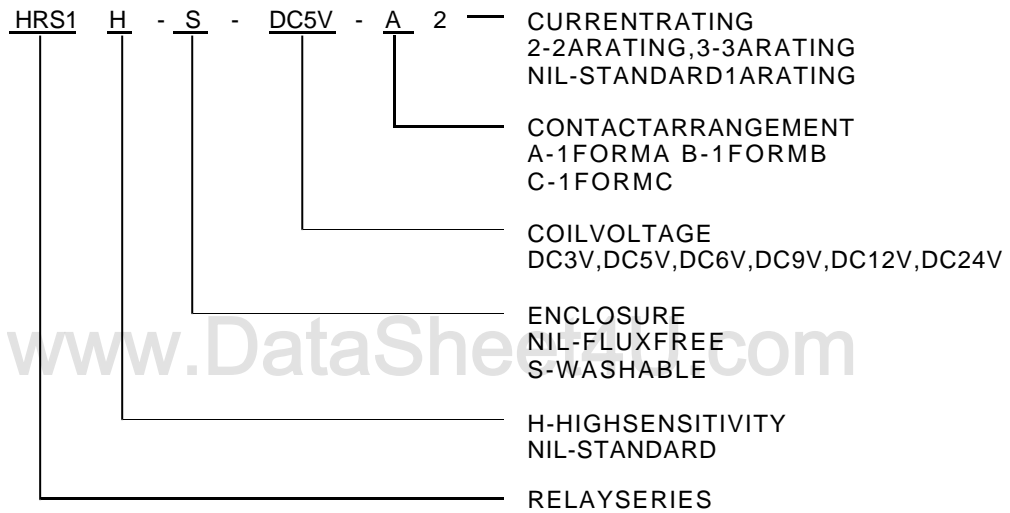 HRS1 H - S - DC5V - A 2 CURRENTRATING
2-2ARATING,3-3ARATING
NIL-STANDARD1ARATING
CONTACTARRANGEMENT
A-1FORMA B-1FORMB
C-1FORMC
COILVOLTAGE
DC3V,DC5V,DC6V,DC9V,DC12V,DC24V
ENCLOSURE
NIL-FLUXFREE
www.DataSheet4U.com
S-WASHABLE
H-HIGHSENSITIVITY
NIL-STANDARD
RELAYSERIES